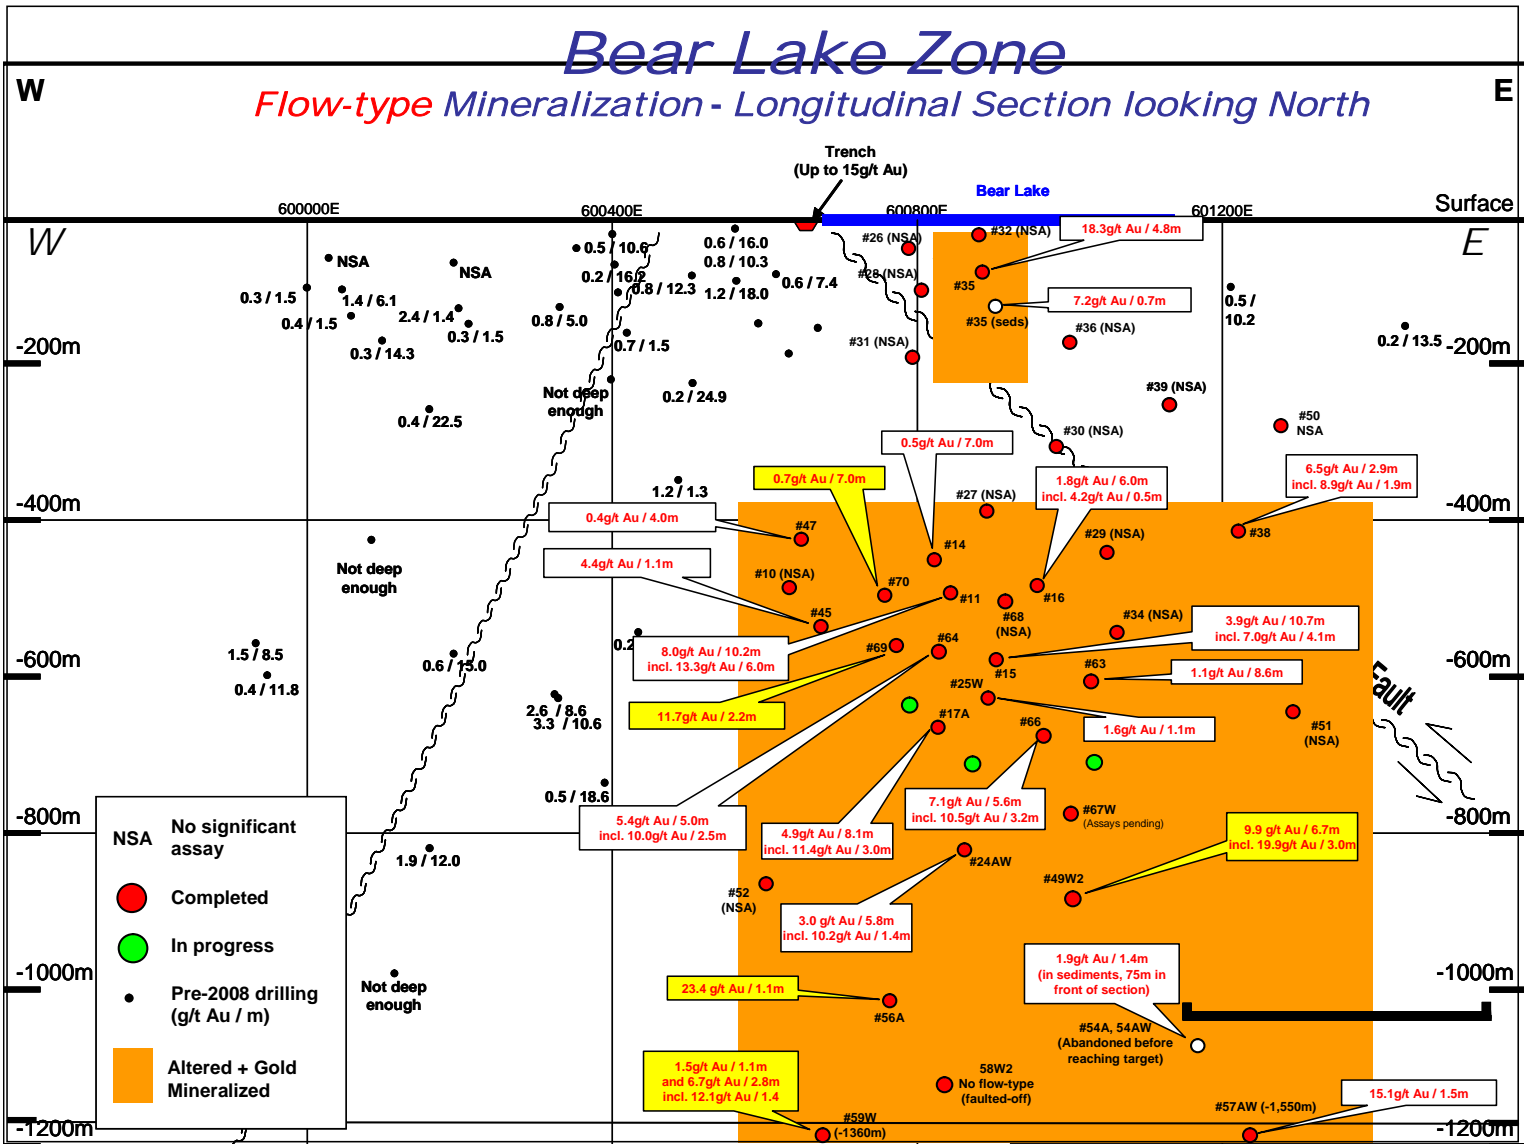 Bear Lake Zone
W
E
Flow-type Mineralization - Longitudinal Section looking North
Trench
(Up to 15g/t Au)
Bear Lake
600000E
600400E
600800E
601200E
Surface
W
E
NSA
NSA
0.5 / 10.6
0.2 / 16.2
0.6 / 16.0
0.8 / 10.3
0.8 / 12.3
1.2 / 18.0
0.6 / 7.4
0.3 / 1.5
1.4 / 6.1
0.4 / 1.5
2.4 / 1.4
0.3 / 1.5
0.8 / 5.0
0.7 / 1.5
0.3 / 14.3
#26 (NSA)
#32 (NSA)
18.3g/t Au / 4.8m
#28 (NSA)
#35
7.2g/t Au / 0.7m
#35 (seds)
#36 (NSA)
#31 (NSA)
0.5 /
10.2
0.2 / 13.5
-200m
-200m
Not deep
enough
0.2 / 24.9
0.4 / 22.5
#39 (NSA)
#50
NSA
#30 (NSA)
0.5g/t Au / 7.0m
0.7g/t Au / 7.0m
1.8g/t Au / 6.0m
incl. 4.2g/t Au / 0.5m
6.5g/t Au / 2.9m
incl. 8.9g/t Au / 1.9m
1.2 / 1.3
-400m
-400m
#27 (NSA)
0.4g/t Au / 4.0m
#47
#14
#29 (NSA)
#38
Not deep
enough
4.4g/t Au / 1.1m
#10 (NSA)
#70
#11
#16
#68
(NSA)
#45
#34 (NSA)
3.9g/t Au / 10.7m
incl. 7.0g/t Au / 4.1m
0.2
8.0g/t Au / 10.2m
incl. 13.3g/t Au / 6.0m
#69
#64
#15
#63
1.1g/t Au / 8.6m
1.5 / 8.5
0.4 / 11.8
0.6 / 15.0
-600m
-600m
#25W
Fault
2.6 / 8.6
3.3 / 10.6
11.7g/t Au / 2.2m
#17A
#66
1.6g/t Au / 1.1m
#51
(NSA)
0.5 / 18.6
5.4g/t Au / 5.0m
incl. 10.0g/t Au / 2.5m
4.9g/t Au / 8.1m
incl. 11.4g/t Au / 3.0m
7.1g/t Au / 5.6m
incl. 10.5g/t Au / 3.2m
#67W
(Assays pending)
9.9 g/t Au / 6.7m
incl. 19.9g/t Au / 3.0m
-800m
-800m
1.9 / 12.0
#24AW
#49W2
#52
(NSA)
3.0 g/t Au / 5.8m
incl. 10.2g/t Au / 1.4m
1.9g/t Au / 1.4m
(in sediments, 75m in
front of section)
Not deep
enough
-1000m
-1000m
23.4 g/t Au / 1.1m
#56A
#54A, 54AW
(Abandoned before
reaching target)
58W2
No flow-type
(faulted-off)
1.5g/t Au / 1.1m
and 6.7g/t Au / 2.8m
incl. 12.1g/t Au / 1.4
#59W
(-1360m)
#57AW (-1,550m)
15.1g/t Au / 1.5m
-1200m
-1200m
NSA
No significant
assay
Completed
In progress
Pre-2008 drilling
(g/t Au / m)
Altered + Gold
Mineralized